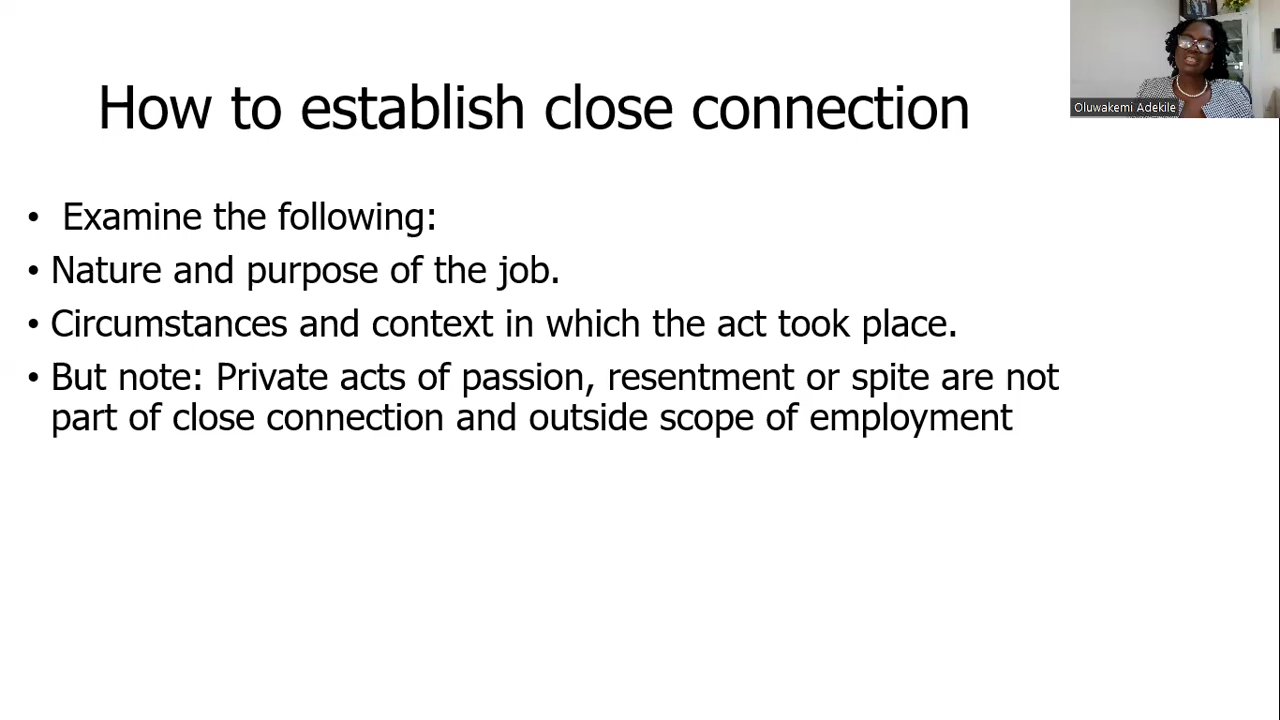 How to establish close connection
Oluwakemi Adekile
• Examine the following:
• Nature and purpose of the job.
• Circumstances and context in which the act took place.
• But note: Private acts of passion, resentment or spite are not
part of close connection and outside scope of employment